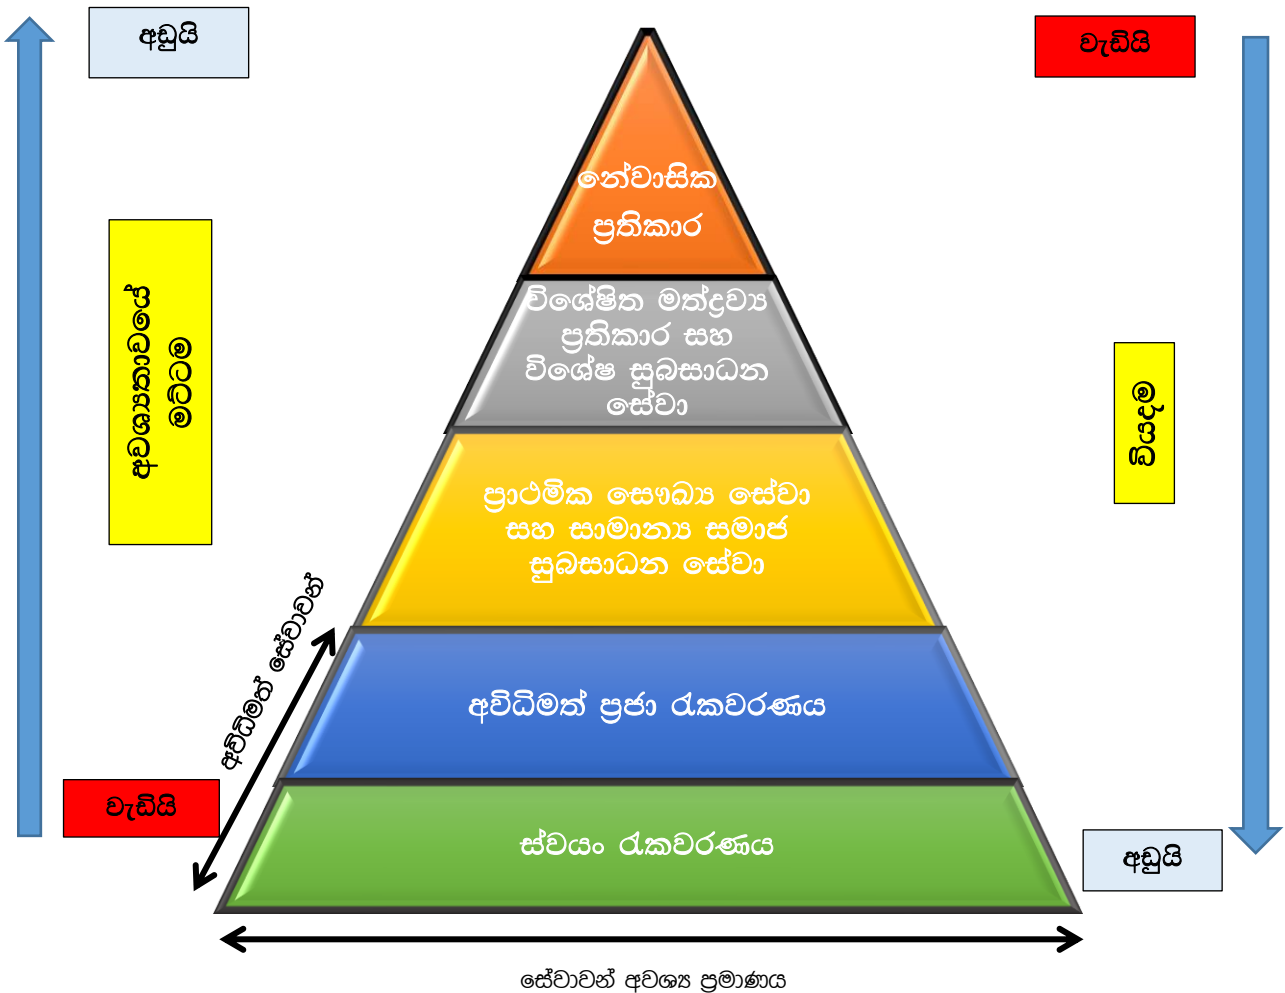 අඩුයි
වැඩියි
නේවාසික
ප්‍රතිකාර
විශේෂිත මත්ද්‍රව්‍ය
ප්‍රතිකාර සහ
විශේෂ සුබසාධන
සේවා
අවශ්‍යතාවයේ
මට්ටම
වියදම
ප්‍රාථමික සෞඛ්‍ය සේවා
සහ සාමාන්‍ය සමාජ
සුබසාධන සේවා
අවිධිමත් සේවාවන්
අවිධිමත් ප්‍රජා රැකවරණය
වැඩියි
ස්වයං රැකවරණය
අඩුයි
සේවාවන් අවශ්‍ය ප්‍රමාණය